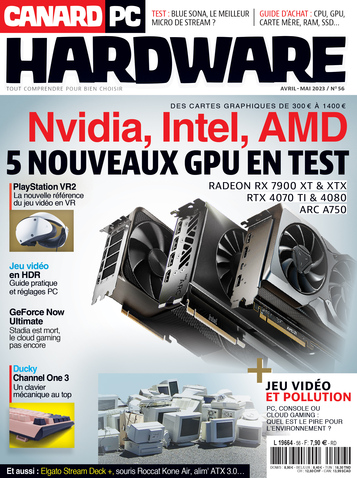 CANARD PC
TEST : BLUE SONA, LE MEILLEUR
MICRO DE STREAM ?
GUIDE D'ACHAT : CPU, GPU,
CARTE MÈRE, RAM, SSD...
HARDWARE
TOUT COMPRENDRE POUR BIEN CHOISIR
AVRIL - MAI 2023 / N° 56
DES CARTES GRAPHIQUES DE 300 € À 1400 €
Nvidia, Intel, AMD
5 NOUVEAUX GPU EN TEST
RADEON RX 7900 XT & XTX
RTX 4070 TI & 4080
ARC A750
PlayStation VR2
La nouvelle référence
du jeu vidéo en VR
Jeu vidéo
en HDR
Guide pratique
et réglages PC
GeForce Now
Ultimate
Stadia est mort,
le cloud gaming
pas encore
Ducky
Channel One 3
Un clavier
mécanique au top
+
JEU VIDÉO
ET POLLUTION
PC, CONSOLE OU
CLOUD GAMING :
QUEL EST LE PIRE POUR
L'ENVIRONNEMENT ?
L 19664 - 56 - F: 7,90 € - RD
Et aussi : Elgato Stream Deck +, souris Roccat Kone Air, alim' ATX 3.0...